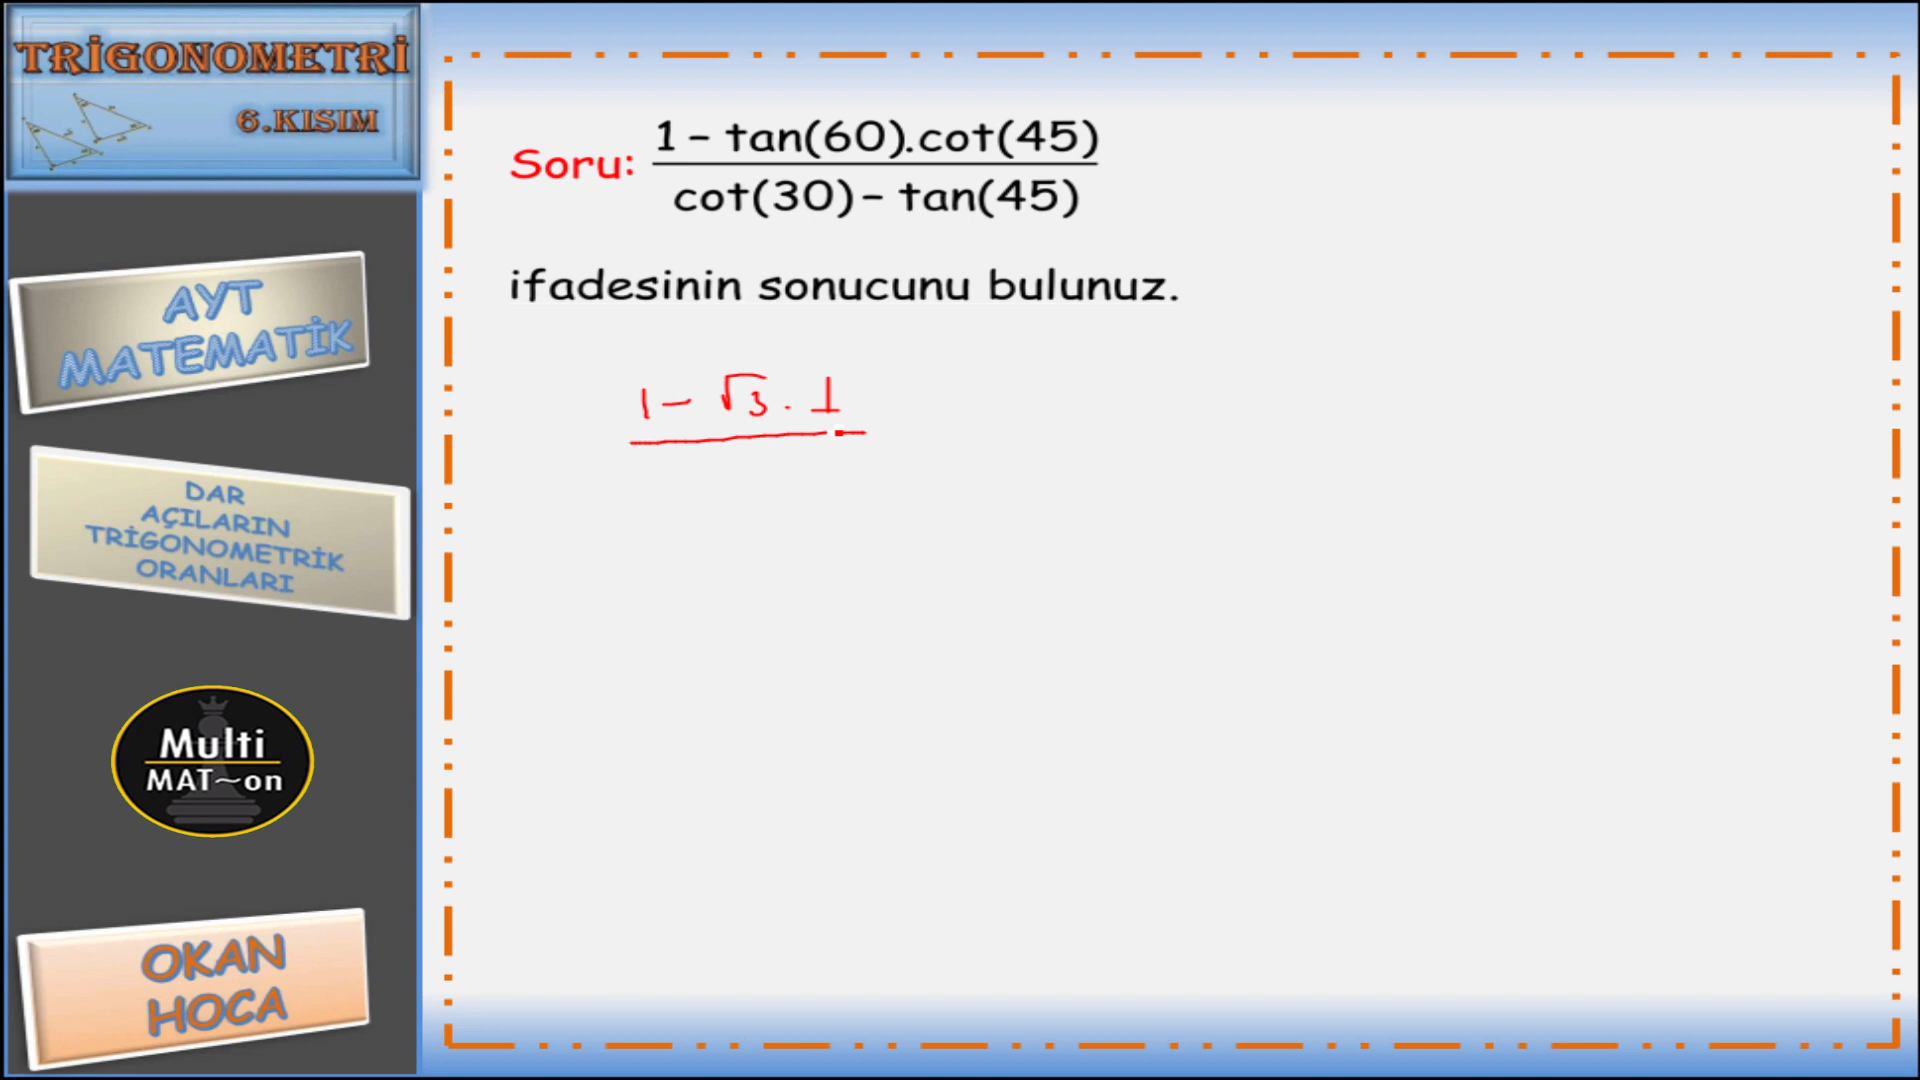 TRİGONOMETRİ
6.KISIM
AYT
MATEMATİK
DAR
AÇILARIN
TRİGONOMETRİK
ORANLARI
Multi
MAT~on
OKAN
HOCA
Soru: 1 - tan(60).cot(45)
cot(30) - tan(45)
ifadesinin sonucunu bulunuz.
1 - √3 . 1